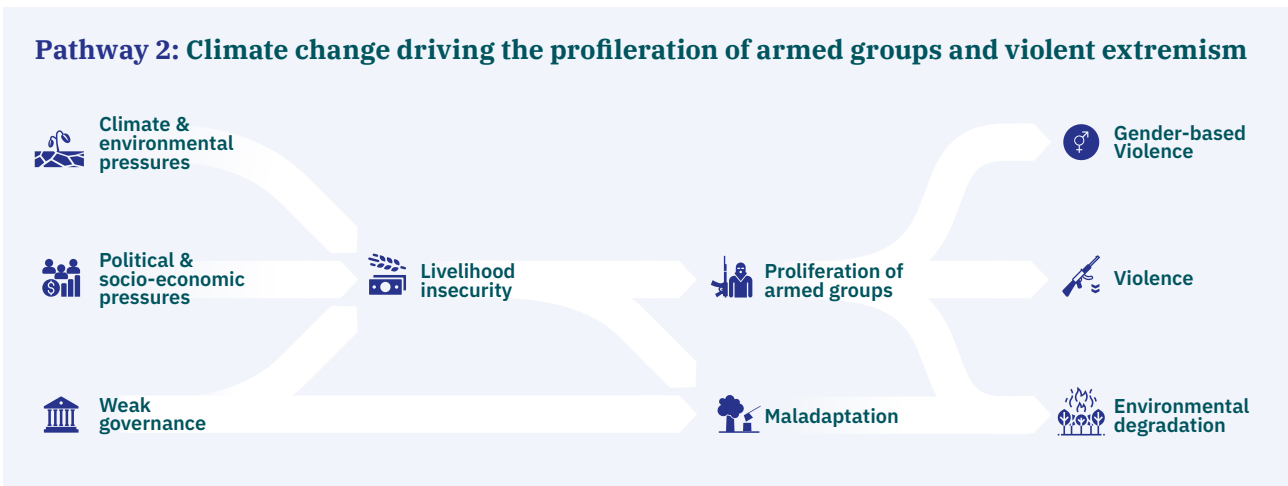 Pathway 2: Climate change driving the profileration of armed groups and violent extremism
Climate &
environmental
pressures
Gender-based
Violence
Political &
socio-economic
pressures
Livelihood
insecurity
Proliferation of
armed groups
Violence
Weak
governance
Maladaptation
Environmental
degradation